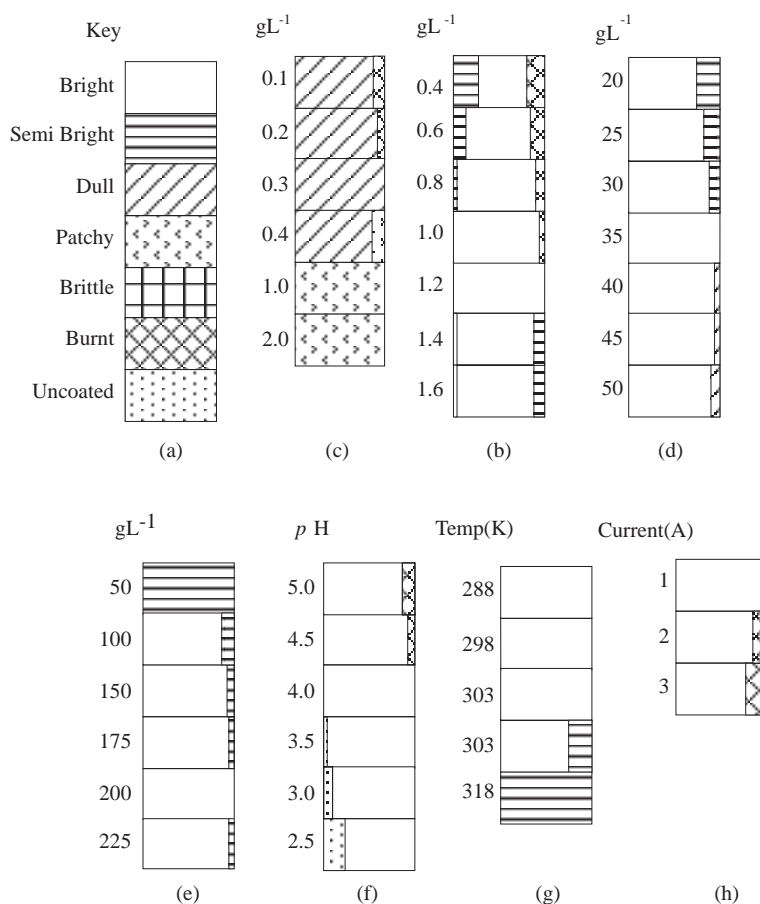 Key
Bright
Semi Bright
Dull
Patchy
Brittle
Burnt
Uncoated
(a)
gL-1
0.1
0.2
0.3
0.4
1.0
2.0
(c)
gL-1
0.4
0.6
0.8
1.0
1.2
1.4
1.6
(b)
gL-1
20
25
30
35
40
45
50
(d)
gL-1
50
100
150
175
200
225
(e)
p H
5.0
4.5
4.0
3.5
3.0
2.5
(f)
Temp(K)
288
298
303
303
318
(g)
Current(A)
1
2
3
(h)